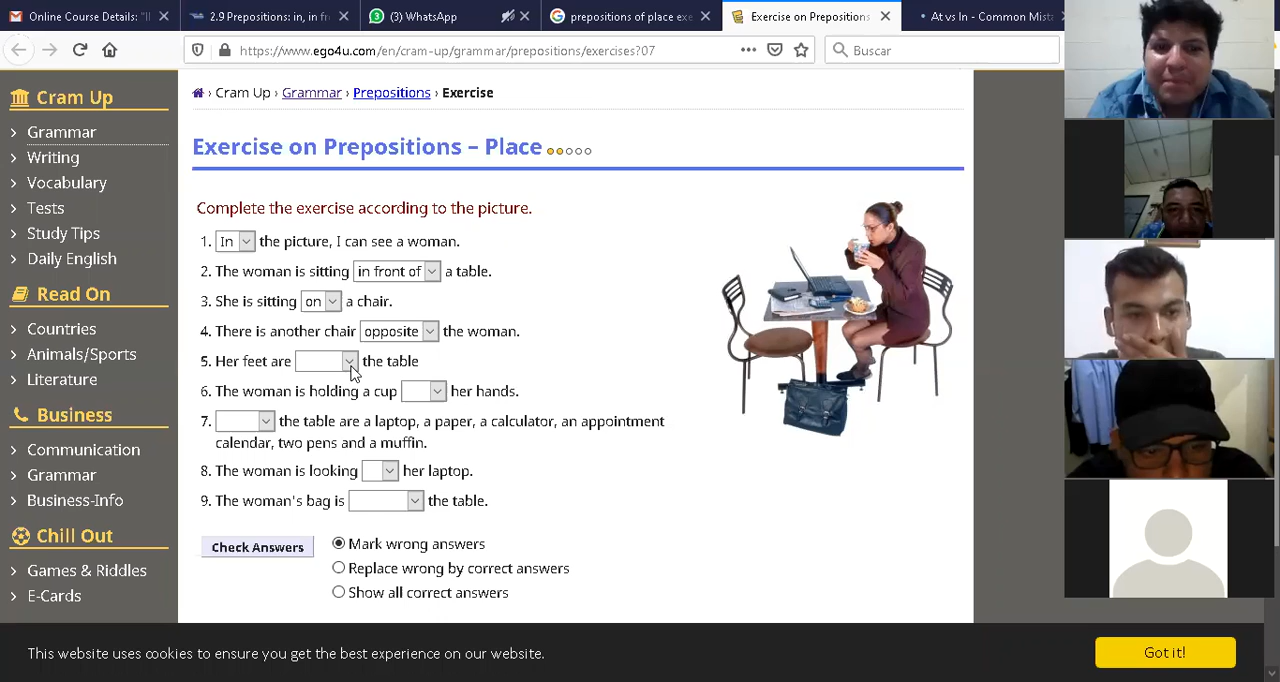 Online Course Details: "II
2.9 Prepositions: in, in fr
(3) WhatsApp
prepositions of place exe
Exercise on Prepositions
At vs In - Common Mist
https://www.ego4u.com/en/cram-up/grammar/prepositions/exercises?07
Buscar
Cram Up
Grammar
Writing
Vocabulary
Tests
Study Tips
Daily English
Read On
Countries
Animals/Sports
Literature
Business
Communication
Grammar
Business-Info
Chill Out
Games & Riddles
E-Cards
› Cram Up › Grammar › Prepositions › Exercise
Exercise on Prepositions – Place
Complete the exercise according to the picture.
1. In the picture, I can see a woman.
2. The woman is sitting in front of a table.
3. She is sitting on a chair.
4. There is another chair opposite the woman.
5. Her feet are the table
6. The woman is holding a cup her hands.
7. the table are a laptop, a paper, a calculator, an appointment
calendar, two pens and a muffin.
8. The woman is looking her laptop.
9. The woman's bag is the table.
Check Answers
Mark wrong answers
Replace wrong by correct answers
Show all correct answers
This website uses cookies to ensure you get the best experience on our website.
Got it!